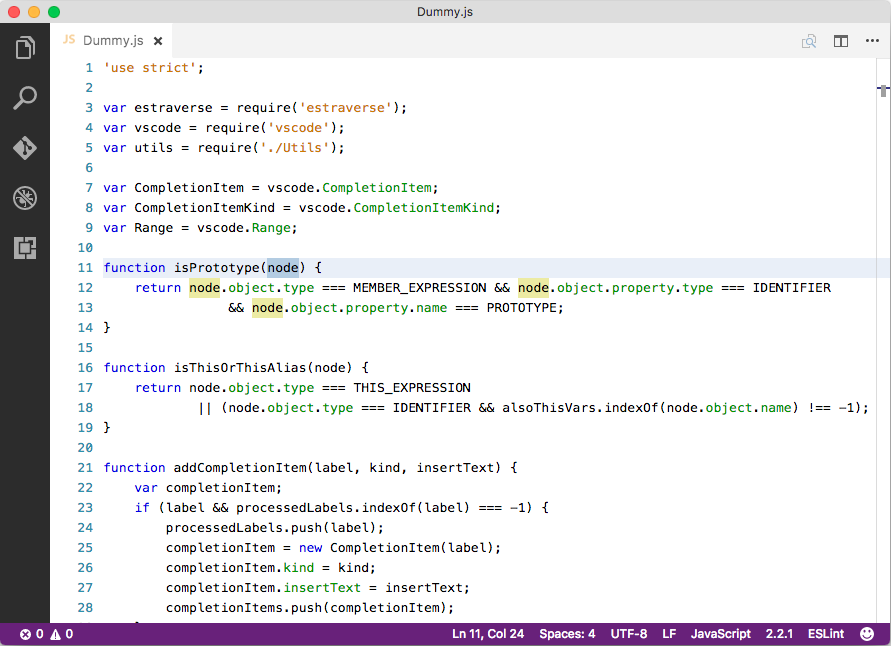 Dummy.js
JS Dummy.js
1 'use strict';
2
3 var estraverse = require('estraverse');
4 var vscode = require('vscode');
5 var utils = require('./Utils');
6
7 var CompletionItem = vscode.CompletionItem;
8 var CompletionItemKind = vscode.CompletionItemKind;
9 var Range = vscode.Range;
10
11 function isPrototype(node) {
12     return node.object.type === MEMBER_EXPRESSION && node.object.property.type === IDENTIFIER
13                 && node.object.property.name === PROTOTYPE;
14 }
15
16 function isThisOrThisAlias(node) {
17     return node.object.type === THIS_EXPRESSION
18             || (node.object.type === IDENTIFIER && alsoThisVars.indexOf(node.object.name) !== -1);
19 }
20
21 function addCompletionItem(label, kind, insertText) {
22     var completionItem;
23     if (label && processedLabels.indexOf(label) === -1) {
24         processedLabels.push(label);
25         completionItem = new CompletionItem(label);
26         completionItem.kind = kind;
27         completionItem.insertText = insertText;
28         completionItems.push(completionItem);
0 0 Ln 11, Col 24 Spaces: 4 UTF-8 LF JavaScript 2.2.1 ESLint